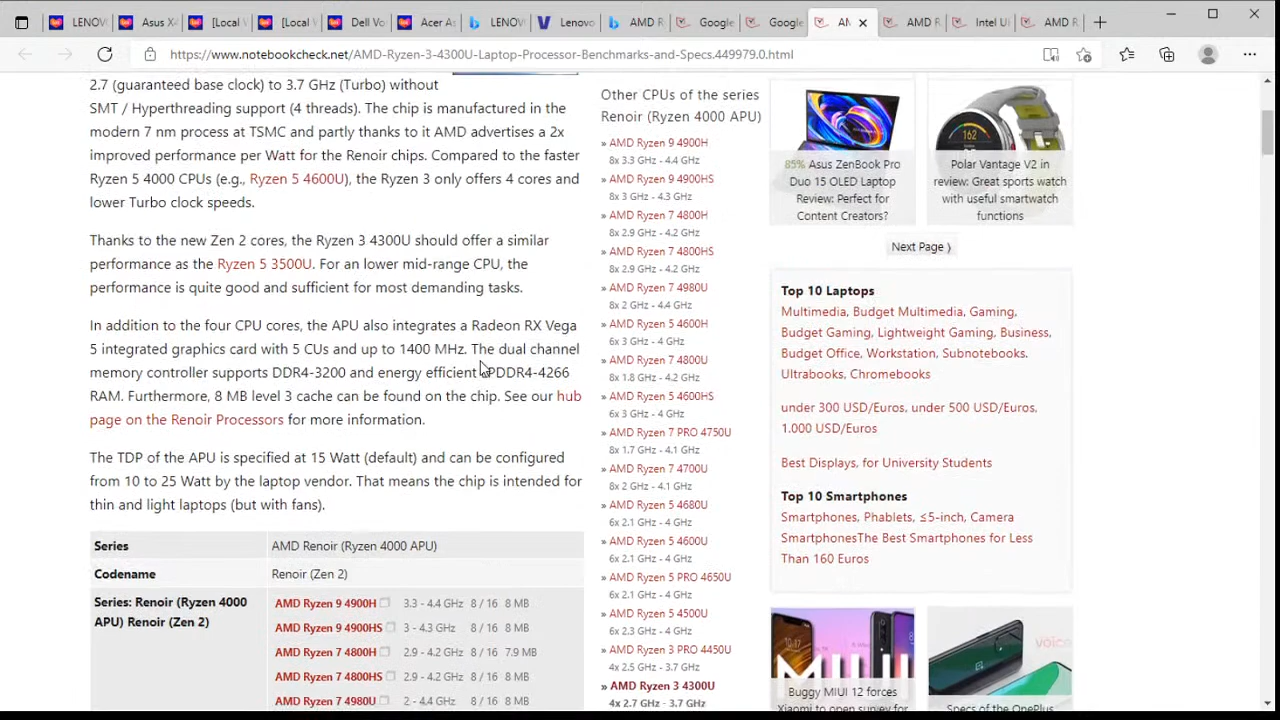 LENOV
Asus X
[Local
[Local
Dell Vo
Acer As
LENOV
Lenovo
AMD R
Google
Google
AM
AMD R
Intel U
AMD R
https://www.notebookcheck.net/AMD-Ryzen-3-4300U-Laptop-Processor-Benchmarks-and-Specs.449979.0.html
2.7 (guaranteed base clock) to 3.7 GHz (Turbo) without
SMT / Hyperthreading support (4 threads). The chip is manufactured in the
modern 7 nm process at TSMC and partly thanks to it AMD advertises a 2x
improved performance per Watt for the Renoir chips. Compared to the faster
Ryzen 5 4000 CPUs (e.g., Ryzen 5 4600U), the Ryzen 3 only offers 4 cores and
lower Turbo clock speeds.
Thanks to the new Zen 2 cores, the Ryzen 3 4300U should offer a similar
performance as the Ryzen 5 3500U. For an lower mid-range CPU, the
performance is quite good and sufficient for most demanding tasks.
In addition to the four CPU cores, the APU also integrates a Radeon RX Vega
5 integrated graphics card with 5 CUs and up to 1400 MHz. The dual channel
memory controller supports DDR4-3200 and energy efficient LPDDR4-4266
RAM. Furthermore, 8 MB level 3 cache can be found on the chip. See our hub
page on the Renoir Processors for more information.
The TDP of the APU is specified at 15 Watt (default) and can be configured
from 10 to 25 Watt by the laptop vendor. That means the chip is intended for
thin and light laptops (but with fans).
Series AMD Renoir (Ryzen 4000 APU)
Codename Renoir (Zen 2)
Series: Renoir (Ryzen 4000
APU) Renoir (Zen 2)
AMD Ryzen 9 4900H 3.3 - 4.4 GHz 8 / 16 8 MB
AMD Ryzen 9 4900HS 3 - 4.3 GHz 8 / 16 8 MB
AMD Ryzen 7 4800H 2.9 - 4.2 GHz 8 / 16 7.9 MB
AMD Ryzen 7 4800HS 2.9 - 4.2 GHz 8 / 16 8 MB
AMD Ryzen 7 4980U 2 - 4.4 GHz 8 / 16 8 MB
Other CPUs of the series
Renoir (Ryzen 4000 APU)
» AMD Ryzen 9 4900H
8x 3.3 GHz - 4.4 GHz
» AMD Ryzen 9 4900HS
8x 3 GHz - 4.3 GHz
» AMD Ryzen 7 4800H
8x 2.9 GHz - 4.2 GHz
» AMD Ryzen 7 4800HS
8x 2.9 GHz - 4.2 GHz
» AMD Ryzen 7 4980U
8x 2 GHz - 4.4 GHz
» AMD Ryzen 5 4600H
6x 3 GHz - 4 GHz
» AMD Ryzen 7 4800U
8x 1.8 GHz - 4.2 GHz
» AMD Ryzen 5 4600HS
6x 3 GHz - 4 GHz
» AMD Ryzen 7 PRO 4750U
8x 1.7 GHz - 4.1 GHz
» AMD Ryzen 7 4700U
8x 2 GHz - 4.1 GHz
» AMD Ryzen 5 4680U
6x 2.1 GHz - 4 GHz
» AMD Ryzen 5 4600U
6x 2.1 GHz - 4 GHz
» AMD Ryzen 5 PRO 4650U
6x 2.1 GHz - 4 GHz
» AMD Ryzen 5 4500U
6x 2.3 GHz - 4 GHz
» AMD Ryzen 3 PRO 4450U
4x 2.5 GHz - 3.7 GHz
» AMD Ryzen 3 4300U
4x 2.7 GHz - 3.7 GHz
85% Asus ZenBook Pro
Duo 15 OLED Laptop
Review: Perfect for
Content Creators?
162
Polar Vantage V2 in
review: Great sports watch
with useful smartwatch
functions
Next Page ⟩
Top 10 Laptops
Multimedia, Budget Multimedia, Gaming,
Budget Gaming, Lightweight Gaming, Business,
Budget Office, Workstation, Subnotebooks,
Ultrabooks, Chromebooks
under 300 USD/Euros, under 500 USD/Euros,
1.000 USD/Euros
Best Displays, for University Students
Top 10 Smartphones
Smartphones, Phablets, ≤5-inch, Camera
SmartphonesThe Best Smartphones for Less
Than 160 Euros
MIUI
Buggy MIUI 12 forces
Xiaomi to open survey for
voice
Specs of the OnePlus